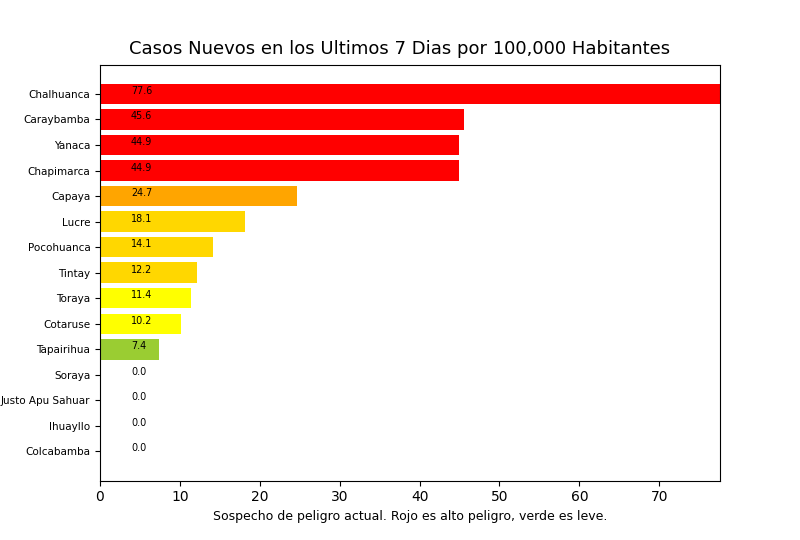 Casos Nuevos en los Ultimos 7 Dias por 100,000 Habitantes
Chalhuanca 77.6
Caraybamba 45.6
Yanaca 44.9
Chapimarca 44.9
Capaya 24.7
Lucre 18.1
Pocohuanca 14.1
Tintay 12.2
Toraya 11.4
Cotaruse 10.2
Tapairihua 7.4
Soraya 0.0
Justo Apu Sahuar 0.0
Ihuayllo 0.0
Colcabamba 0.0
0 10 20 30 40 50 60 70
Sospecho de peligro actual. Rojo es alto peligro, verde es leve.